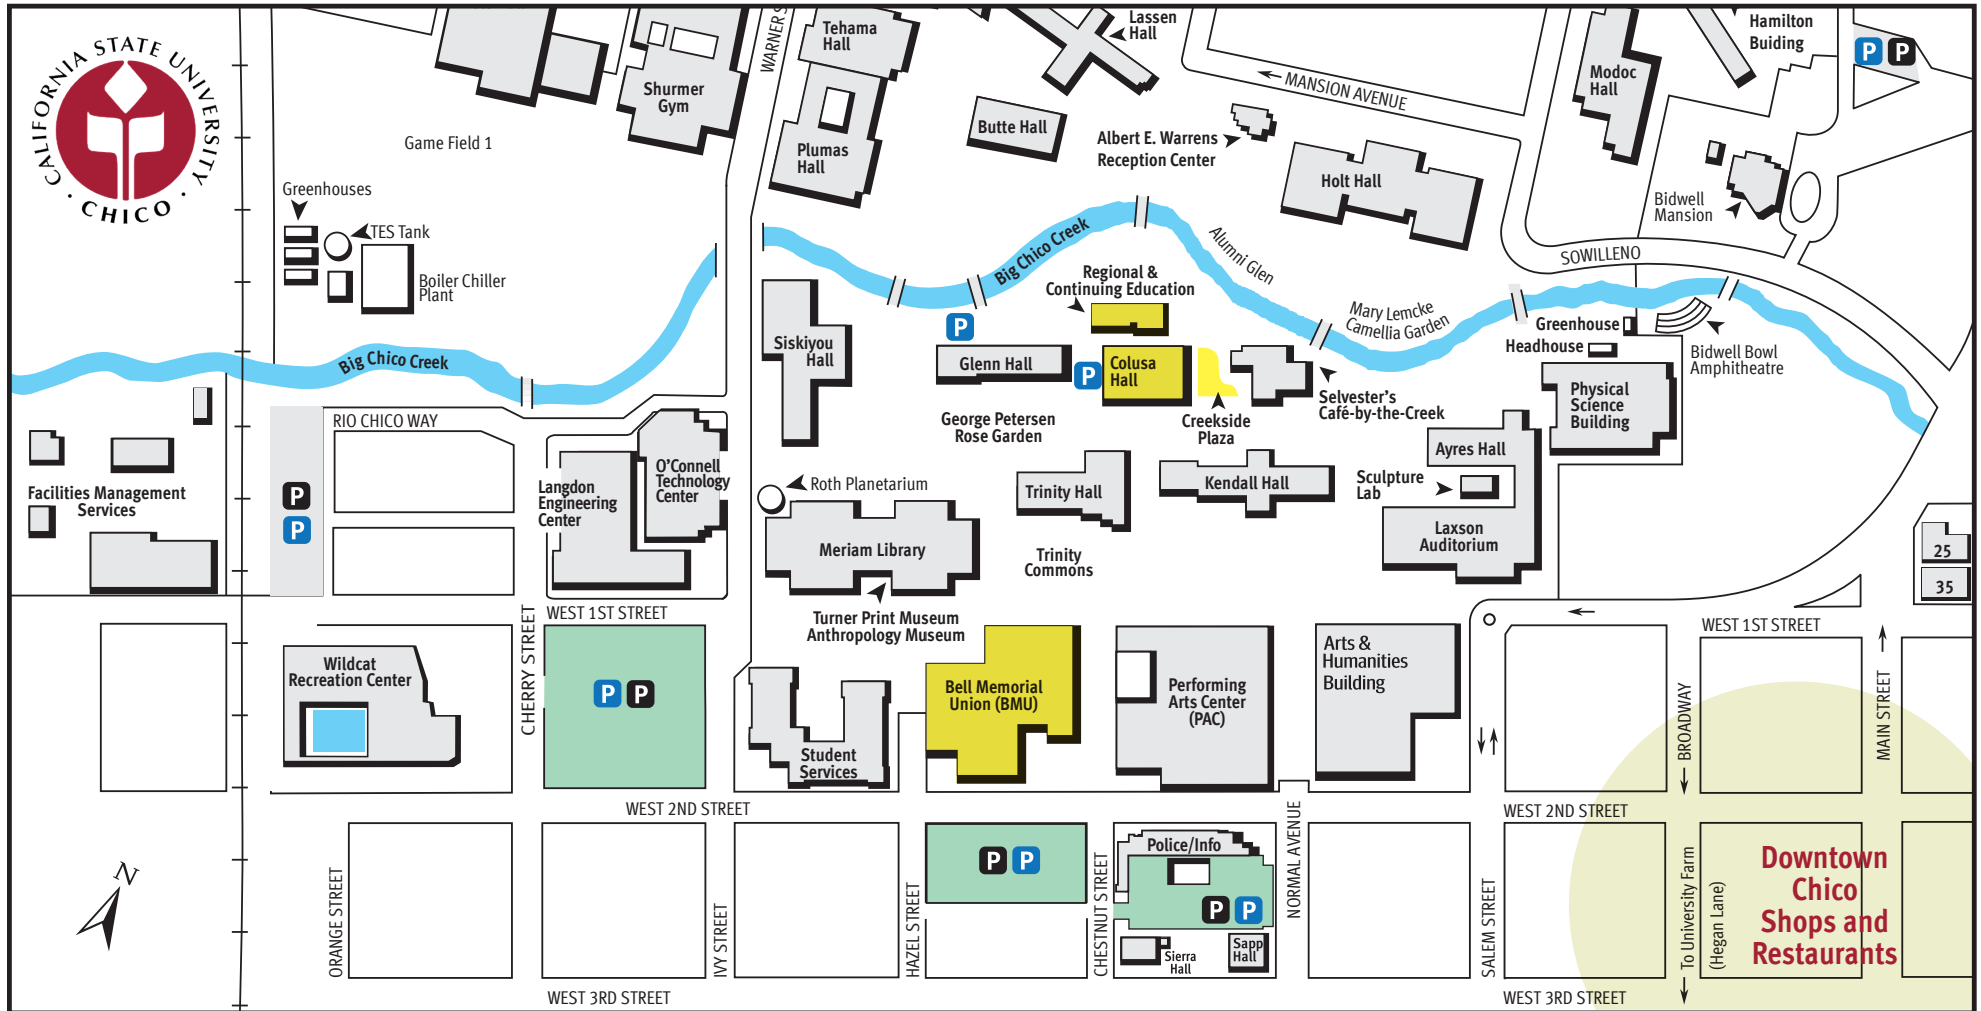 CALIFORNIA STATE UNIVERSITY
· CHICO ·
Shurmer
Gym
WARNER S
Tehama
Hall
Plumas
Hall
Lassen
Hall
Butte Hall
Albert E. Warrens
Reception Center
MANSION AVENUE
Holt Hall
Modoc
Hall
Hamilton
Buiding
P
P
Bidwell
Mansion
SOWILLENO
Game Field 1
Greenhouses
TES Tank
Boiler Chiller
Plant
Big Chico Creek
Big Chico Creek
Alumni Glen
Mary Lemcke
Camellia Garden
Regional &
Continuing Education
Siskiyou
Hall
P
Glenn Hall
P
Colusa
Hall
Creekside
Plaza
Selvester's
Café-by-the-Creek
Greenhouse
Headhouse
Bidwell Bowl
Amphitheatre
Physical
Science
Building
George Petersen
Rose Garden
RIO CHICO WAY
Facilities Management
Services
P
P
Langdon
Engineering
Center
O'Connell
Technology
Center
Roth Planetarium
Meriam Library
Turner Print Museum
Anthropology Museum
Trinity Hall
Trinity
Commons
Kendall Hall
Sculpture
Lab
Ayres Hall
Laxson
Auditorium
25
35
WEST 1ST STREET
WEST 1ST STREET
CHERRY STREET
Wildcat
Recreation Center
P P
Student
Services
Bell Memorial
Union (BMU)
Performing
Arts Center
(PAC)
Arts &
Humanities
Building
BROADWAY
MAIN STREET
WEST 2ND STREET
WEST 2ND STREET
N
ORANGE STREET
IVY STREET
HAZEL STREET
P P
CHESTNUT STREET
Police/Info
P P
Sierra
Hall
Sapp
Hall
NORMAL AVENUE
SALEM STREET
To University Farm
(Hegan Lane)
Downtown
Chico
Shops and
Restaurants
WEST 3RD STREET
WEST 3RD STREET